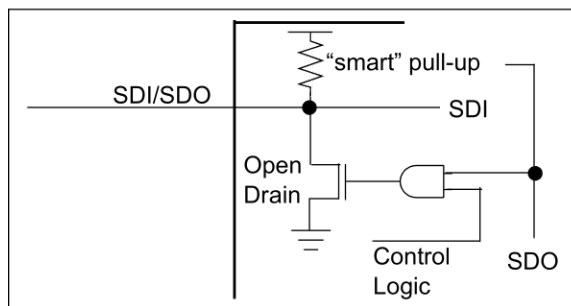 “smart” pull-up
SDI/SDO
SDI
Open
Drain
Control
Logic
SDO